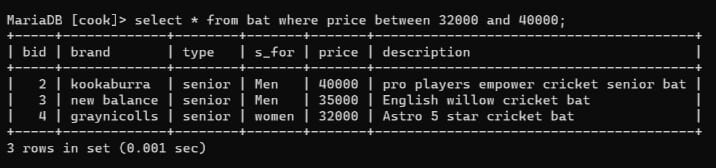 MariaDB [cook]> select * from bat where price between 32000 and 40000;
+-----+--------------+--------+-------+-------+------------------------------------------+
| bid | brand        | type   | s_for | price | description                              |
+-----+--------------+--------+-------+-------+------------------------------------------+
|   2 | kookaburra   | senior | Men   | 40000 | pro players empower cricket senior bat |
|   3 | new balance  | senior | Men   | 35000 | English willow cricket bat               |
|   4 | graynicolls  | senior | women | 32000 | Astro 5 star cricket bat                 |
+-----+--------------+--------+-------+-------+------------------------------------------+
3 rows in set (0.001 sec)